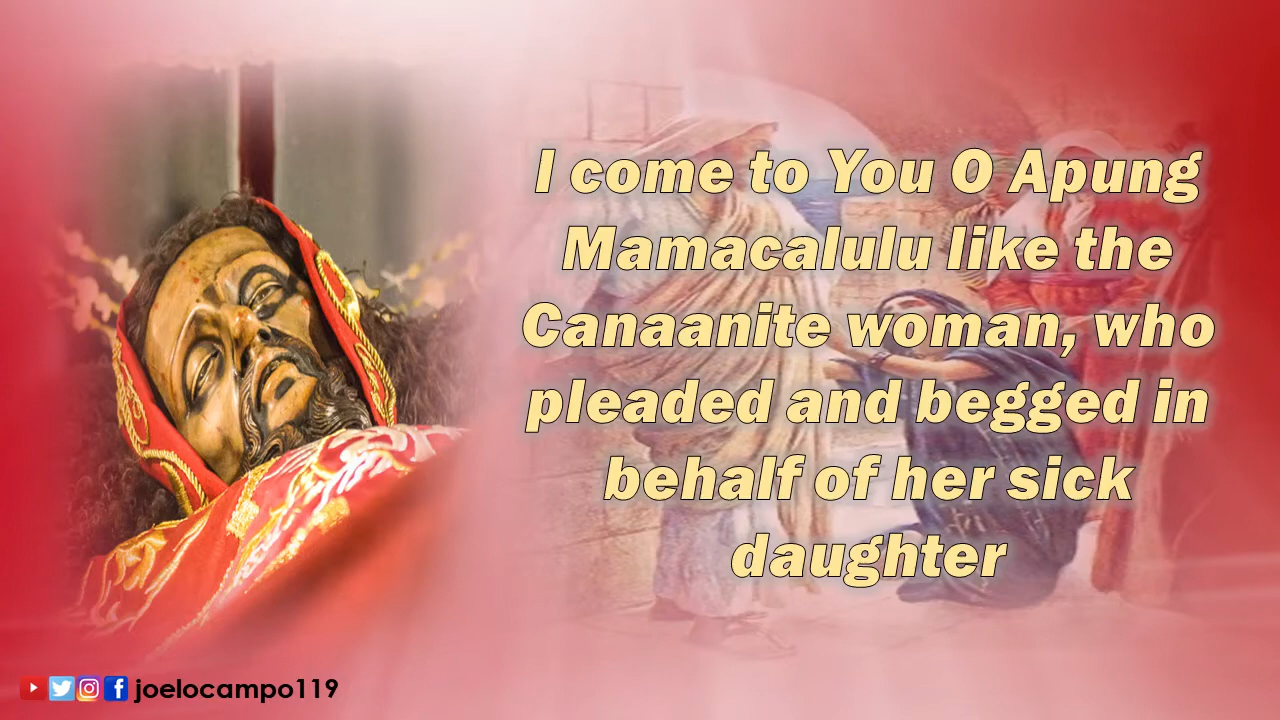 I come to You O Apung
Mamacalulu like the
Canaanite woman, who
pleaded and begged in
behalf of her sick
daughter
joelocampo119